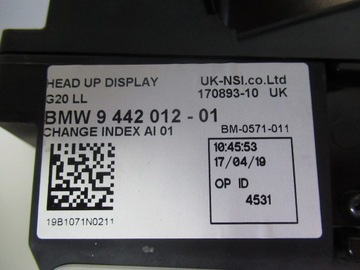 HEAD UP DISPLAY
UK-NSI.co.Ltd
G20 LL
170893-10 UK
BMW 9 442 012 - 01
CHANGE INDEX AI 01
BM-0571-011
10:45:53
17/04/19
OP ID
4531
19B1071N0211